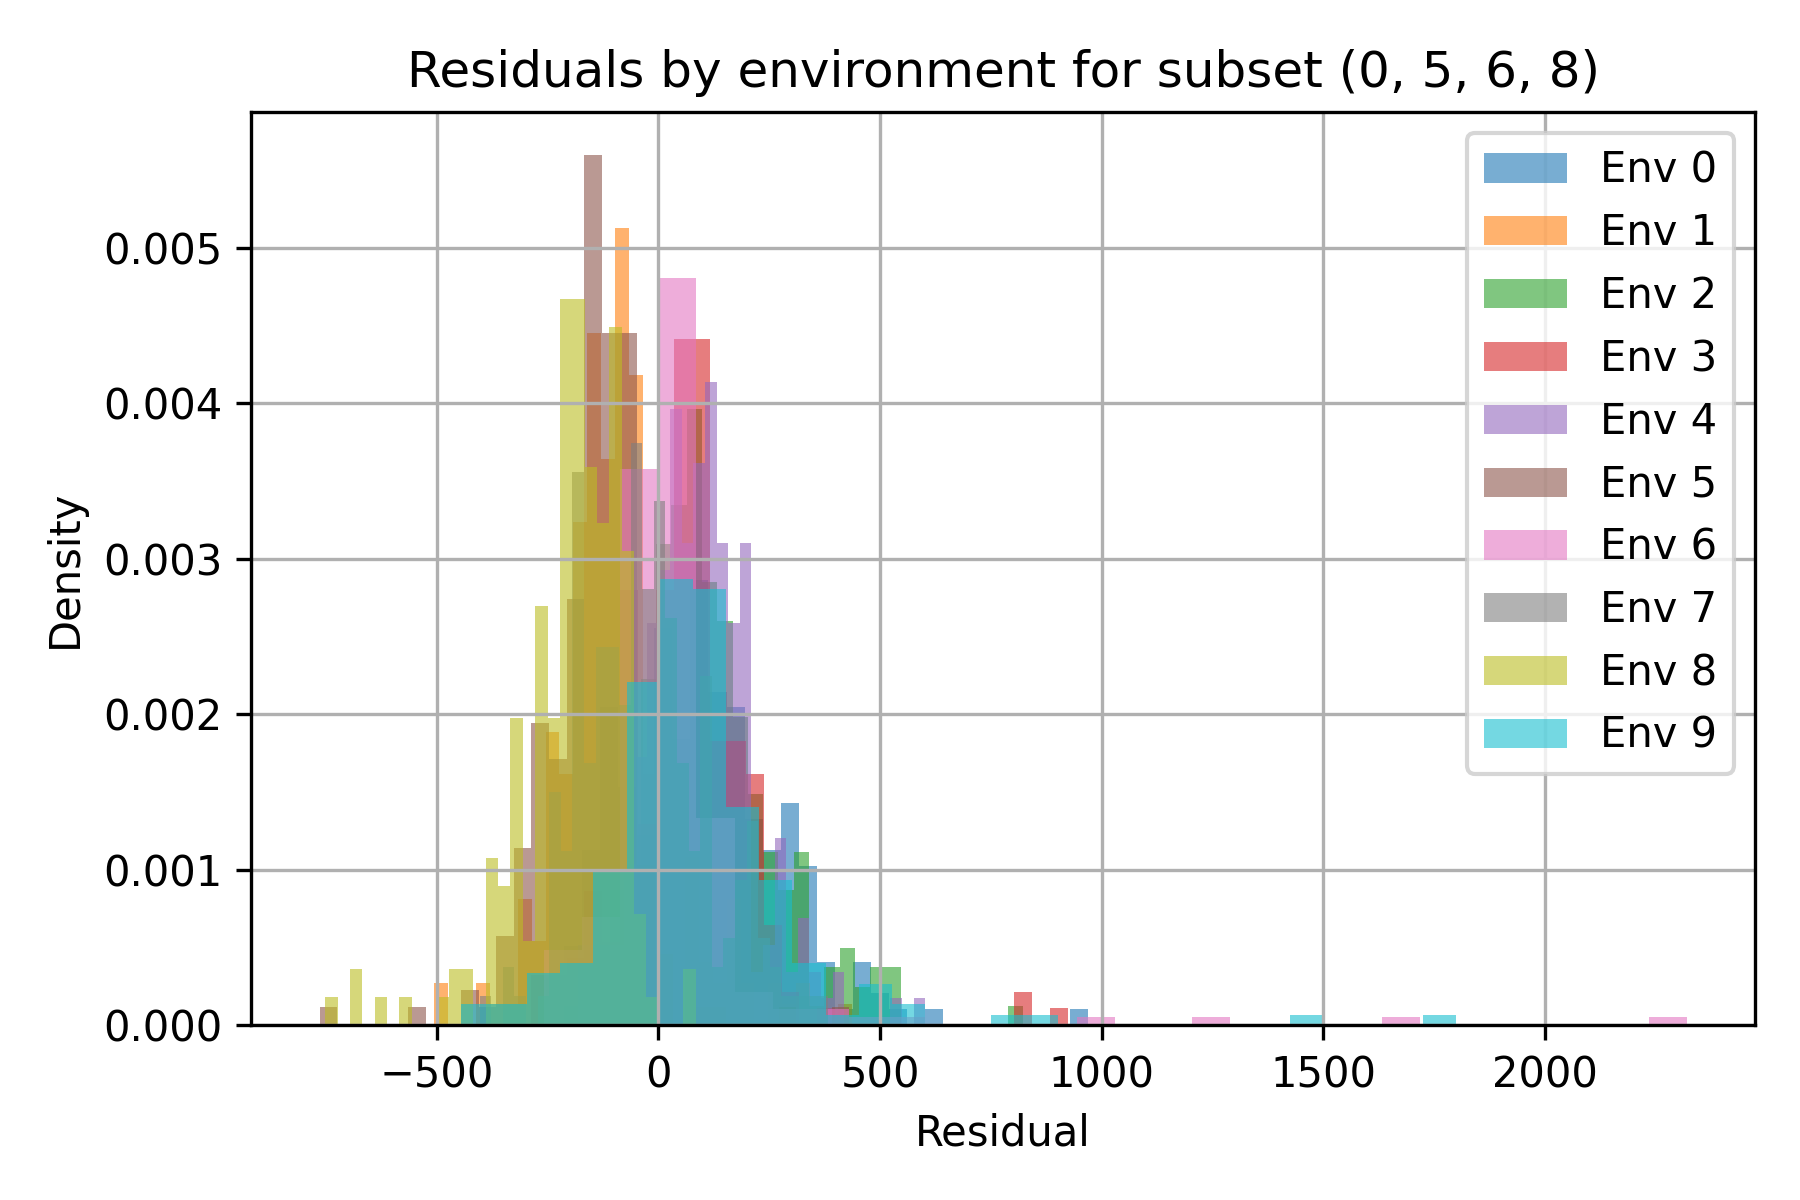 Residuals by environment for subset (0, 5, 6, 8)
Env 0
Env 1
Env 2
Env 3
Env 4
Env 5
Env 6
Env 7
Env 8
Env 9
Density
0.005
0.004
0.003
0.002
0.001
0.000
−500 0 500 1000 1500 2000
Residual